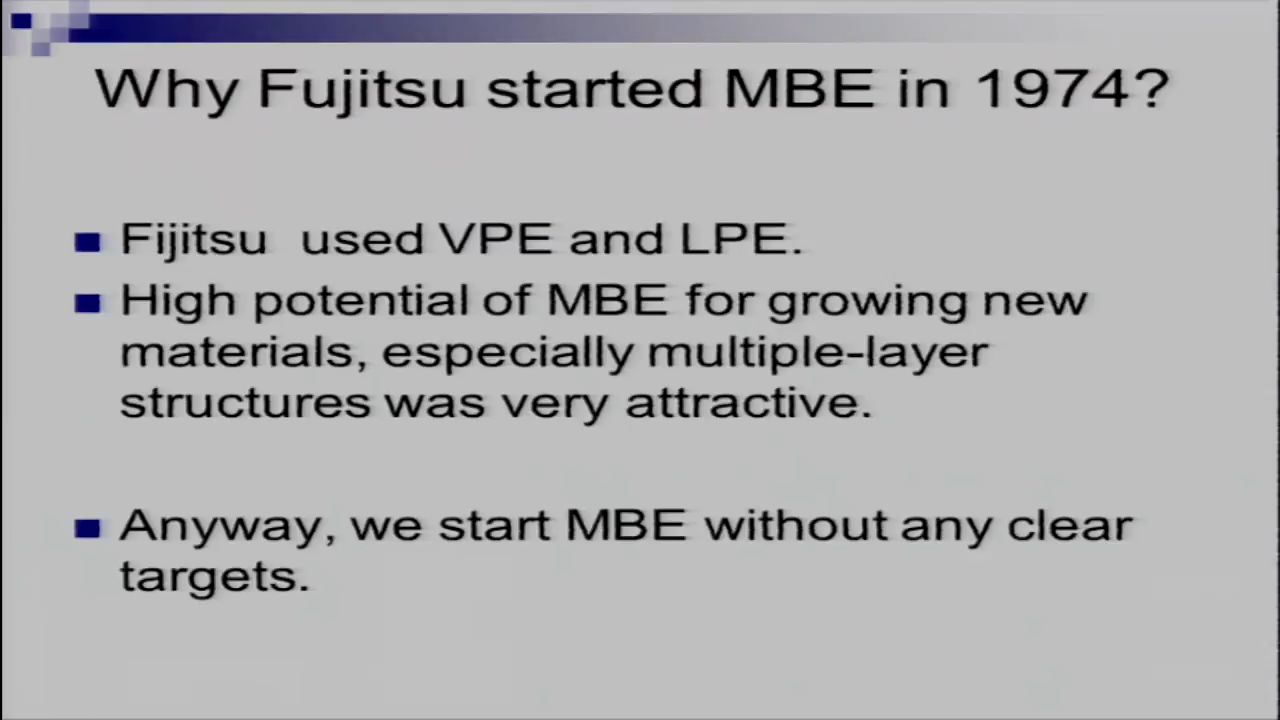 Why Fujitsu started MBE in 1974?
Fijitsu used VPE and LPE.
High potential of MBE for growing new
materials, especially multiple-layer
structures was very attractive.
Anyway, we start MBE without any clear
targets.